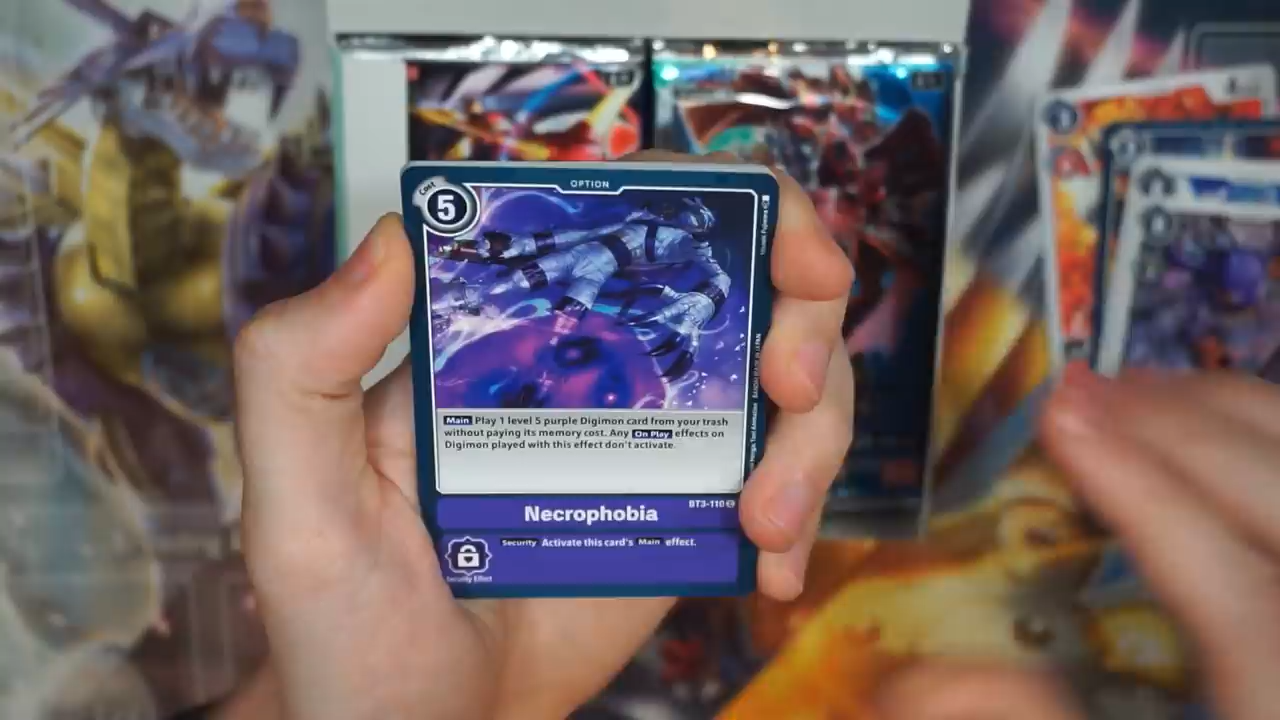 OPTION
Cost
5
Main Play 1 level 5 purple Digimon card from your trash
without paying its memory cost. Any On Play effects on
Digimon played with this effect don't activate.
BT3-110 C
Necrophobia
Security Activate this card's Main effect.
Security Effect